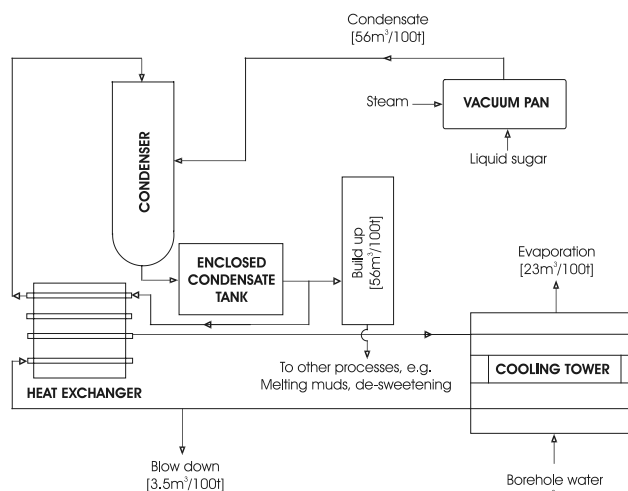 Condensate
[56m³/100t]
Steam
VACUUM PAN
Liquid sugar
CONDENSER
ENCLOSED
CONDENSATE
TANK
Build up
[56m³/100t]
Evaporation
[23m³/100t]
HEAT EXCHANGER
To other processes, e.g.
Melting muds, de-sweetening
COOLING TOWER
Blow down
[3.5m³/100t]
Borehole water